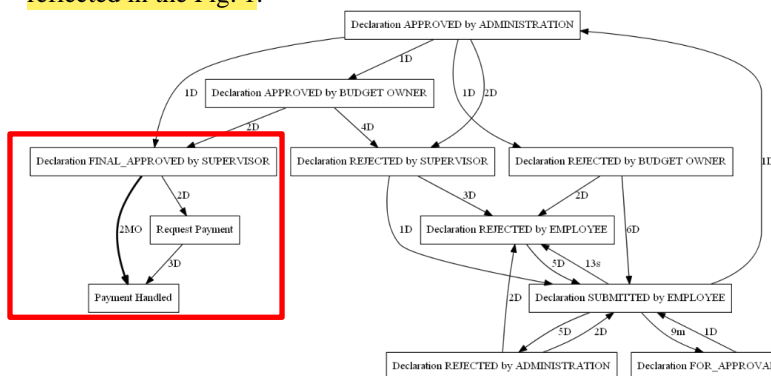 reflected in the Fig. 1.
Declaration APPROVED by ADMINISTRATION
1D
1D
1D
2D
1D
Declaration APPROVED by BUDGET OWNER
2D
4D
Declaration FINAL_APPROVED by SUPERVISOR
Declaration REJECTED by SUPERVISOR
Declaration REJECTED by BUDGET OWNER
2MO
2D
1D
3D
2D
6D
Request Payment
Declaration REJECTED by EMPLOYEE
3D
5D
13s
Payment Handled
Declaration SUBMITTED by EMPLOYEE
2D
5D
2D
9m
1D
Declaration REJECTED by ADMINISTRATION
Declaration FOR_APPROVAL